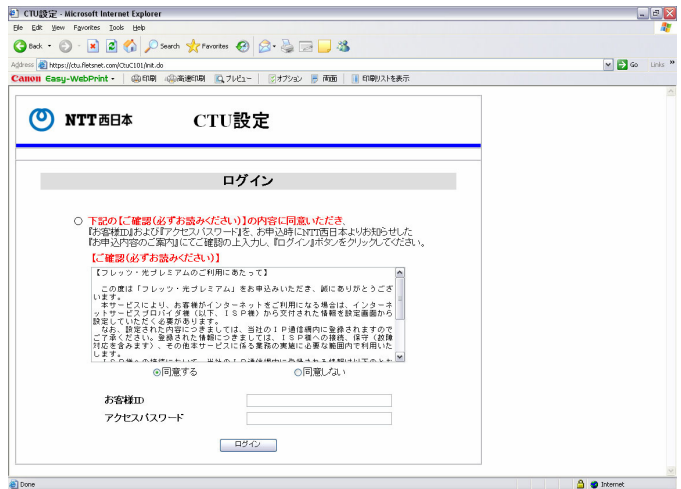 CTU設定 - Microsoft Internet Explorer
File Edit View Favorites Tools Help
Back Search Favorites
Address https://ctu.fletsnet.com/CtuC101/Init.do Go Links »
Canon Easy-WebPrint 印刷 高速印刷 プレビュー オプション 両面 印刷リストを表示
NTT西日本 CTU設定
ログイン
下記の【ご確認(必ずお読みください)】の内容に同意いただき、
『お客様ID』および『アクセスパスワード』を、お申込時にNTT西日本よりお知らせした
『お申込内容のご案内』にてご確認の上入力し、『ログイン』ボタンをクリックしてください。
【ご確認(必ずお読みください)】
【フレッツ・光プレミアムのご利用にあたって】
この度は「フレッツ・光プレミアム」をお申込みいただき、誠にありがとうござ
います。
本サービスにより、お客様がインターネットをご利用になる場合は、インターネ
ットサービスプロバイダ様（以下、ＩＳＰ様）から交付された情報を設定画面から
設定していただく必要があります。
なお、設定された内容につきましては、当社のＩＰ通信網内に登録されますので
ご了承ください。登録された情報につきましては、ＩＳＰ様への接続、保守（故障
対応を含みます）、その他本サービスに係る業務の実施に必要な範囲内で利用いた
します。
同意する 同意しない
お客様ID
アクセスパスワード
ログイン
Done Internet